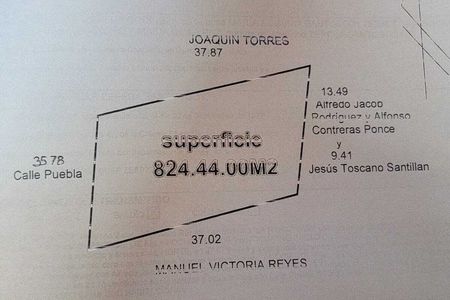 JOAQUIN TORRES
37.87
13.49
Alfredo Jacob
Rodriguez y Alfonso
Contreras Ponce
y
9.41
Jesús Toscano Santillan
superficie
824.44.00M2
35.78
Calle Puebla
37.02
MANUEL VICTORIA REYES